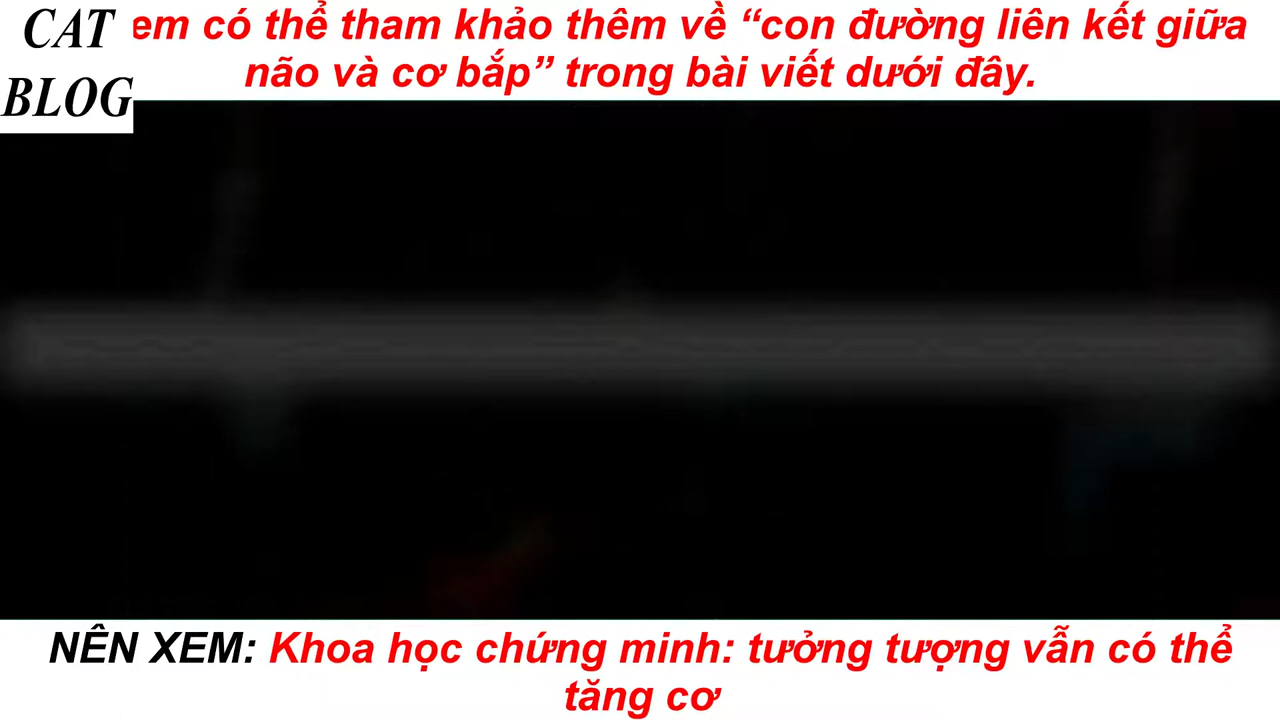 CAT
BLOG
em có thể tham khảo thêm về “con đường liên kết giữa
não và cơ bắp” trong bài viết dưới đây.
NÊN XEM: Khoa học chứng minh: tưởng tượng vẫn có thể
tăng cơ